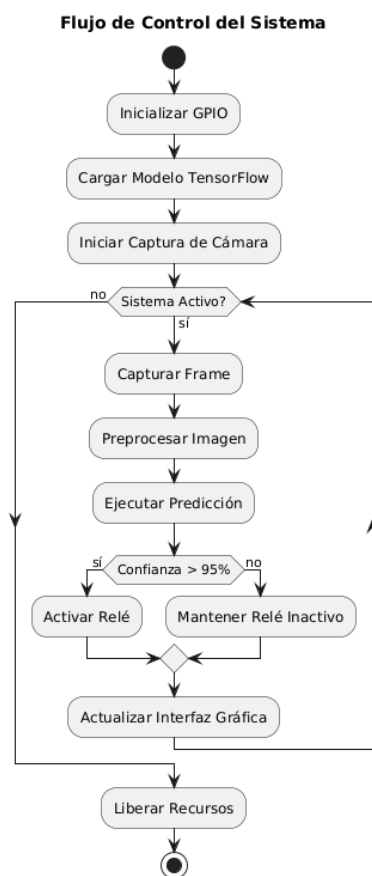 Flujo de Control del Sistema
Inicializar GPIO
Cargar Modelo TensorFlow
Iniciar Captura de Cámara
no
Sistema Activo?
sí
Capturar Frame
Preprocesar Imagen
Ejecutar Predicción
sí
Confianza > 95%
no
Activar Relé
Mantener Relé Inactivo
Actualizar Interfaz Gráfica
Liberar Recursos